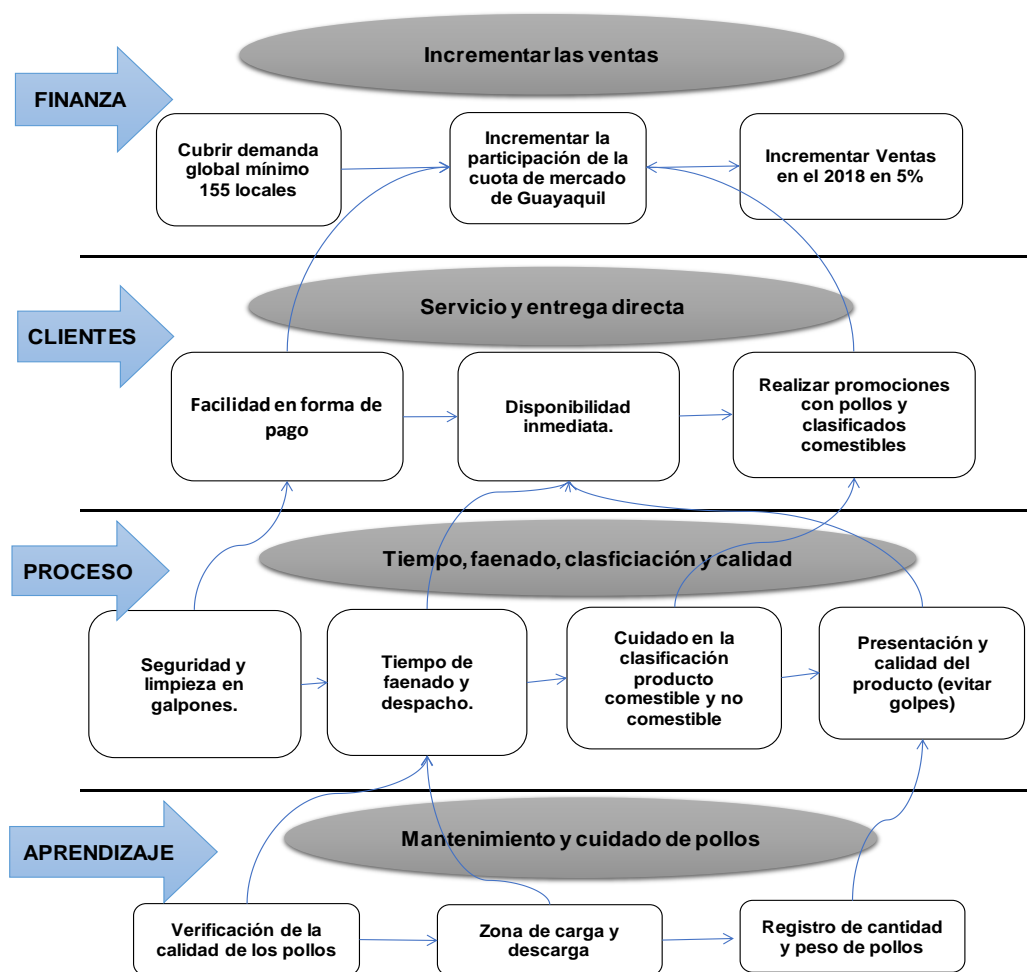 Incrementar las ventas
FINANZA
Cubrir demanda
global mínimo
155 locales
Incrementar la
participación de la
cuota de mercado
de Guayaquil
Incrementar Ventas
en el 2018 en 5%
Servicio y entrega directa
CLIENTES
Facilidad en forma de
pago
Disponibilidad
inmediata.
Realizar promociones
con pollos y
clasificados
comestibles
Tiempo, faenado, clasficiación y calidad
PROCESO
Seguridad y
limpieza en
galpones.
Tiempo de
faenado y
despacho.
Cuidado en la
clasificación
producto
comestible y no
comestible
Presentación y
calidad del
producto (evitar
golpes)
Mantenimiento y cuidado de pollos
APRENDIZAJE
Verificación de la
calidad de los pollos
Zona de carga y
descarga
Registro de cantidad
y peso de pollos